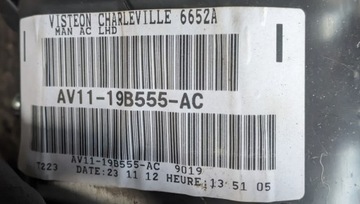 VISTEON CHARLEVILLE 6652A
MAN AC LHD
AV11-19B555-AC
AV11-19B555-AC 9019
T223 DATE:23 11 12 HEURE:13 51 05